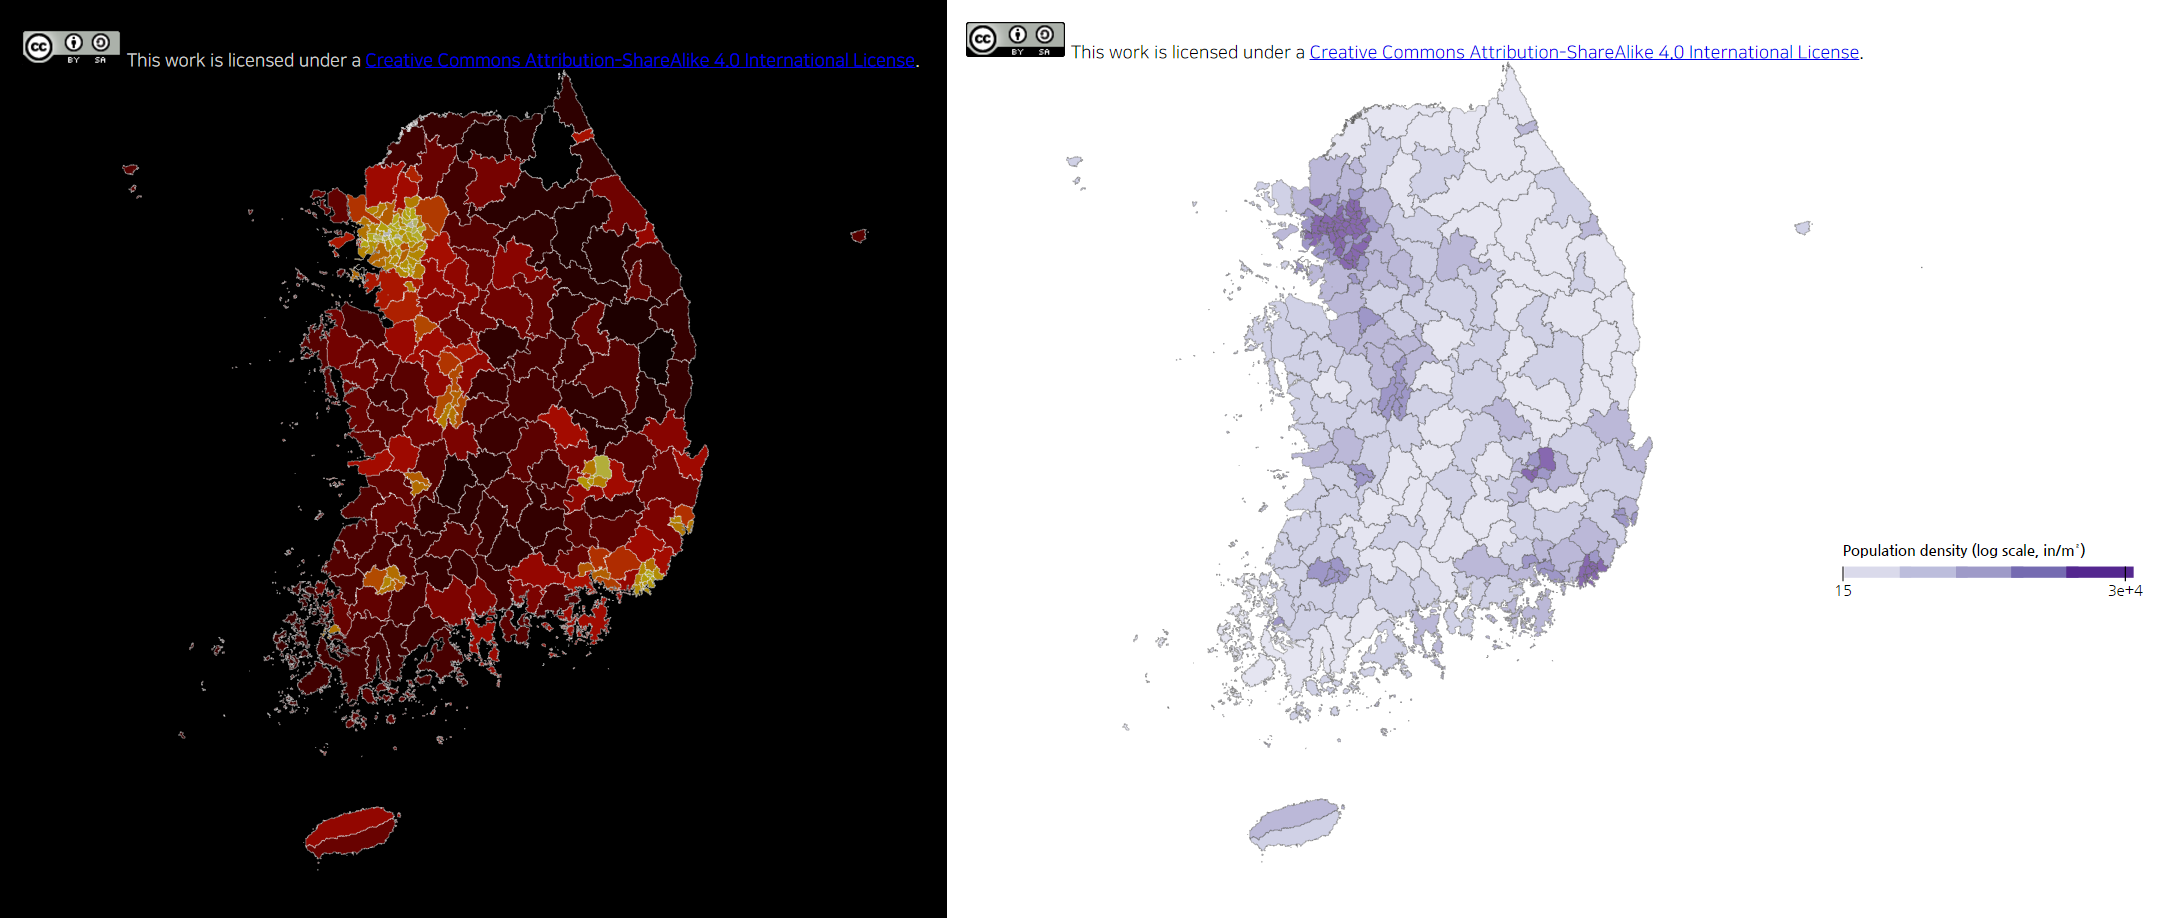 cc BY SA This work is licensed under a Creative Commons Attribution-ShareAlike 4.0 International License.
cc BY SA This work is licensed under a Creative Commons Attribution-ShareAlike 4.0 International License.
Population density (log scale, in/m²)
15 3e+4